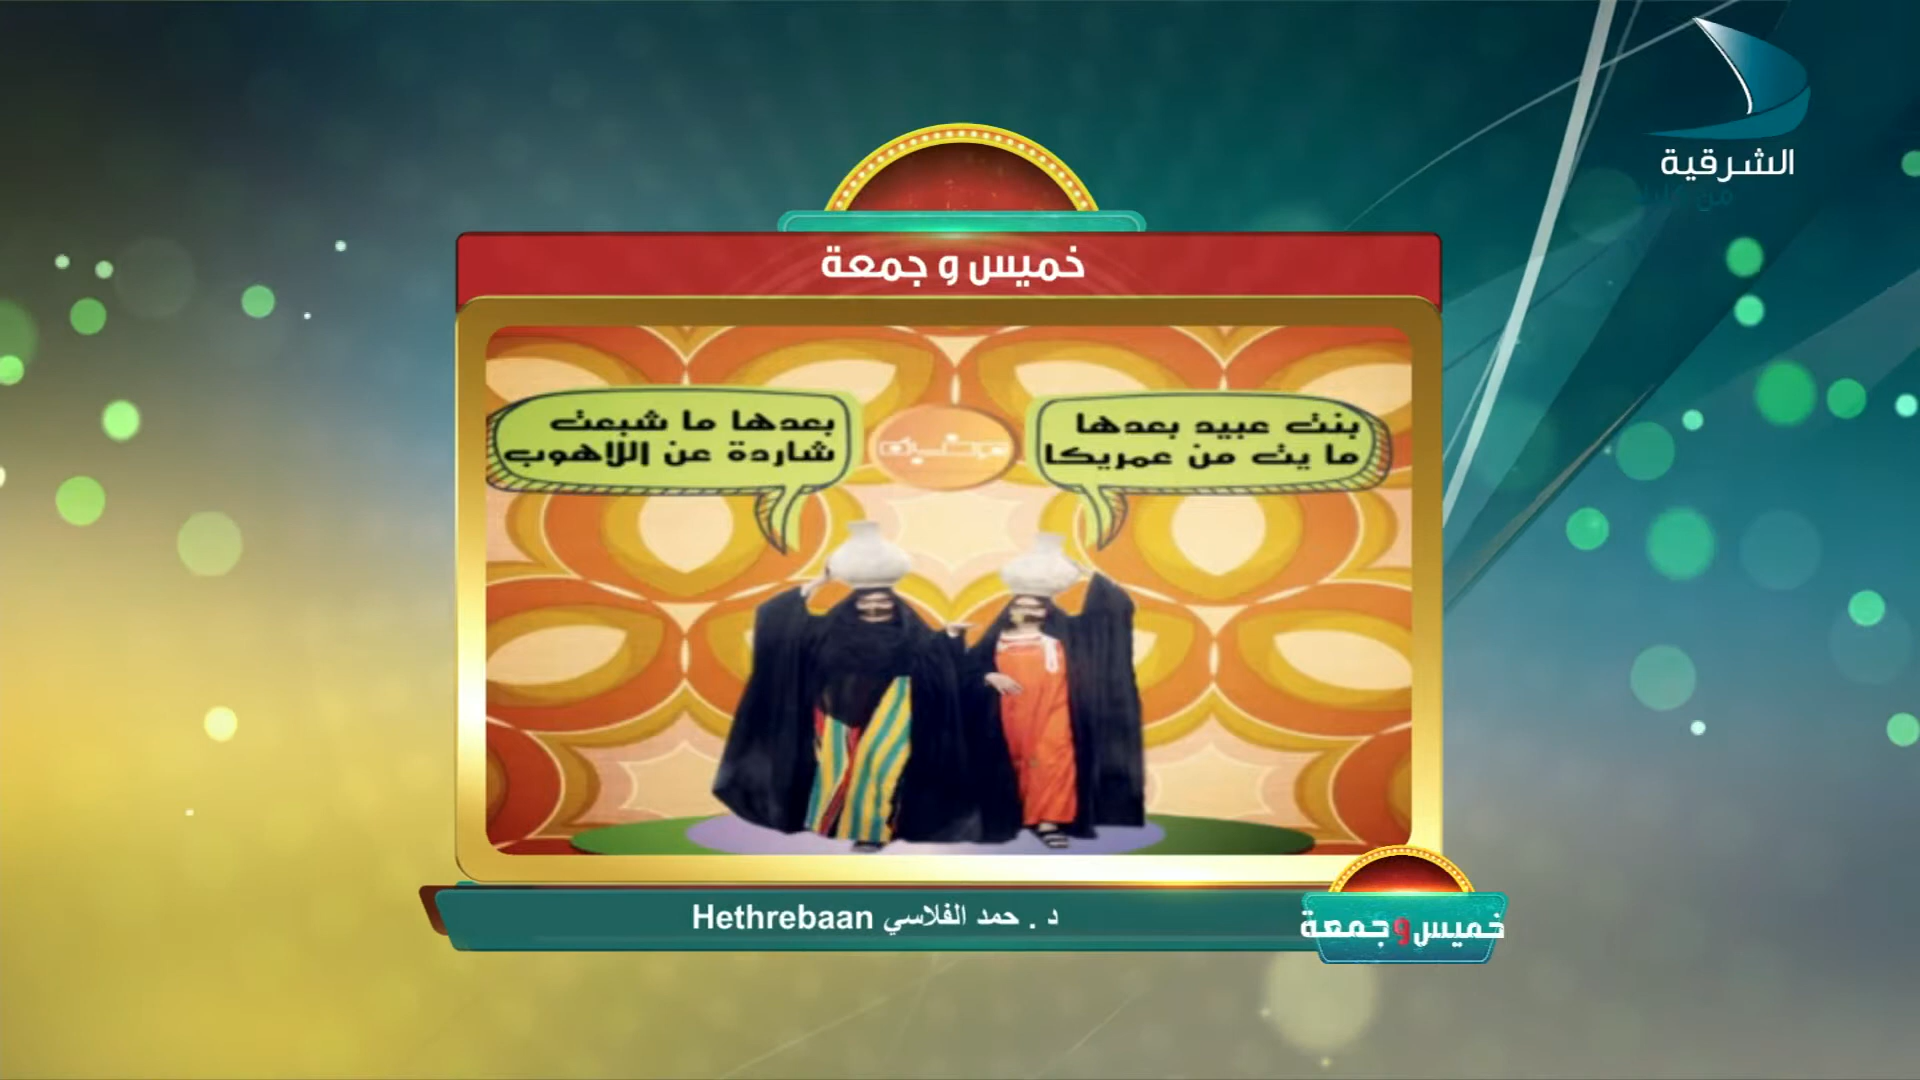 الشرقية
خميس و جمعة
بنت عبيد بعدها
ما يت من عمريكا
بعدها ما شبعت
شاردة عن اللاهوب
د . حمد الفلاسي Hethrebaan
خميس و جمعة